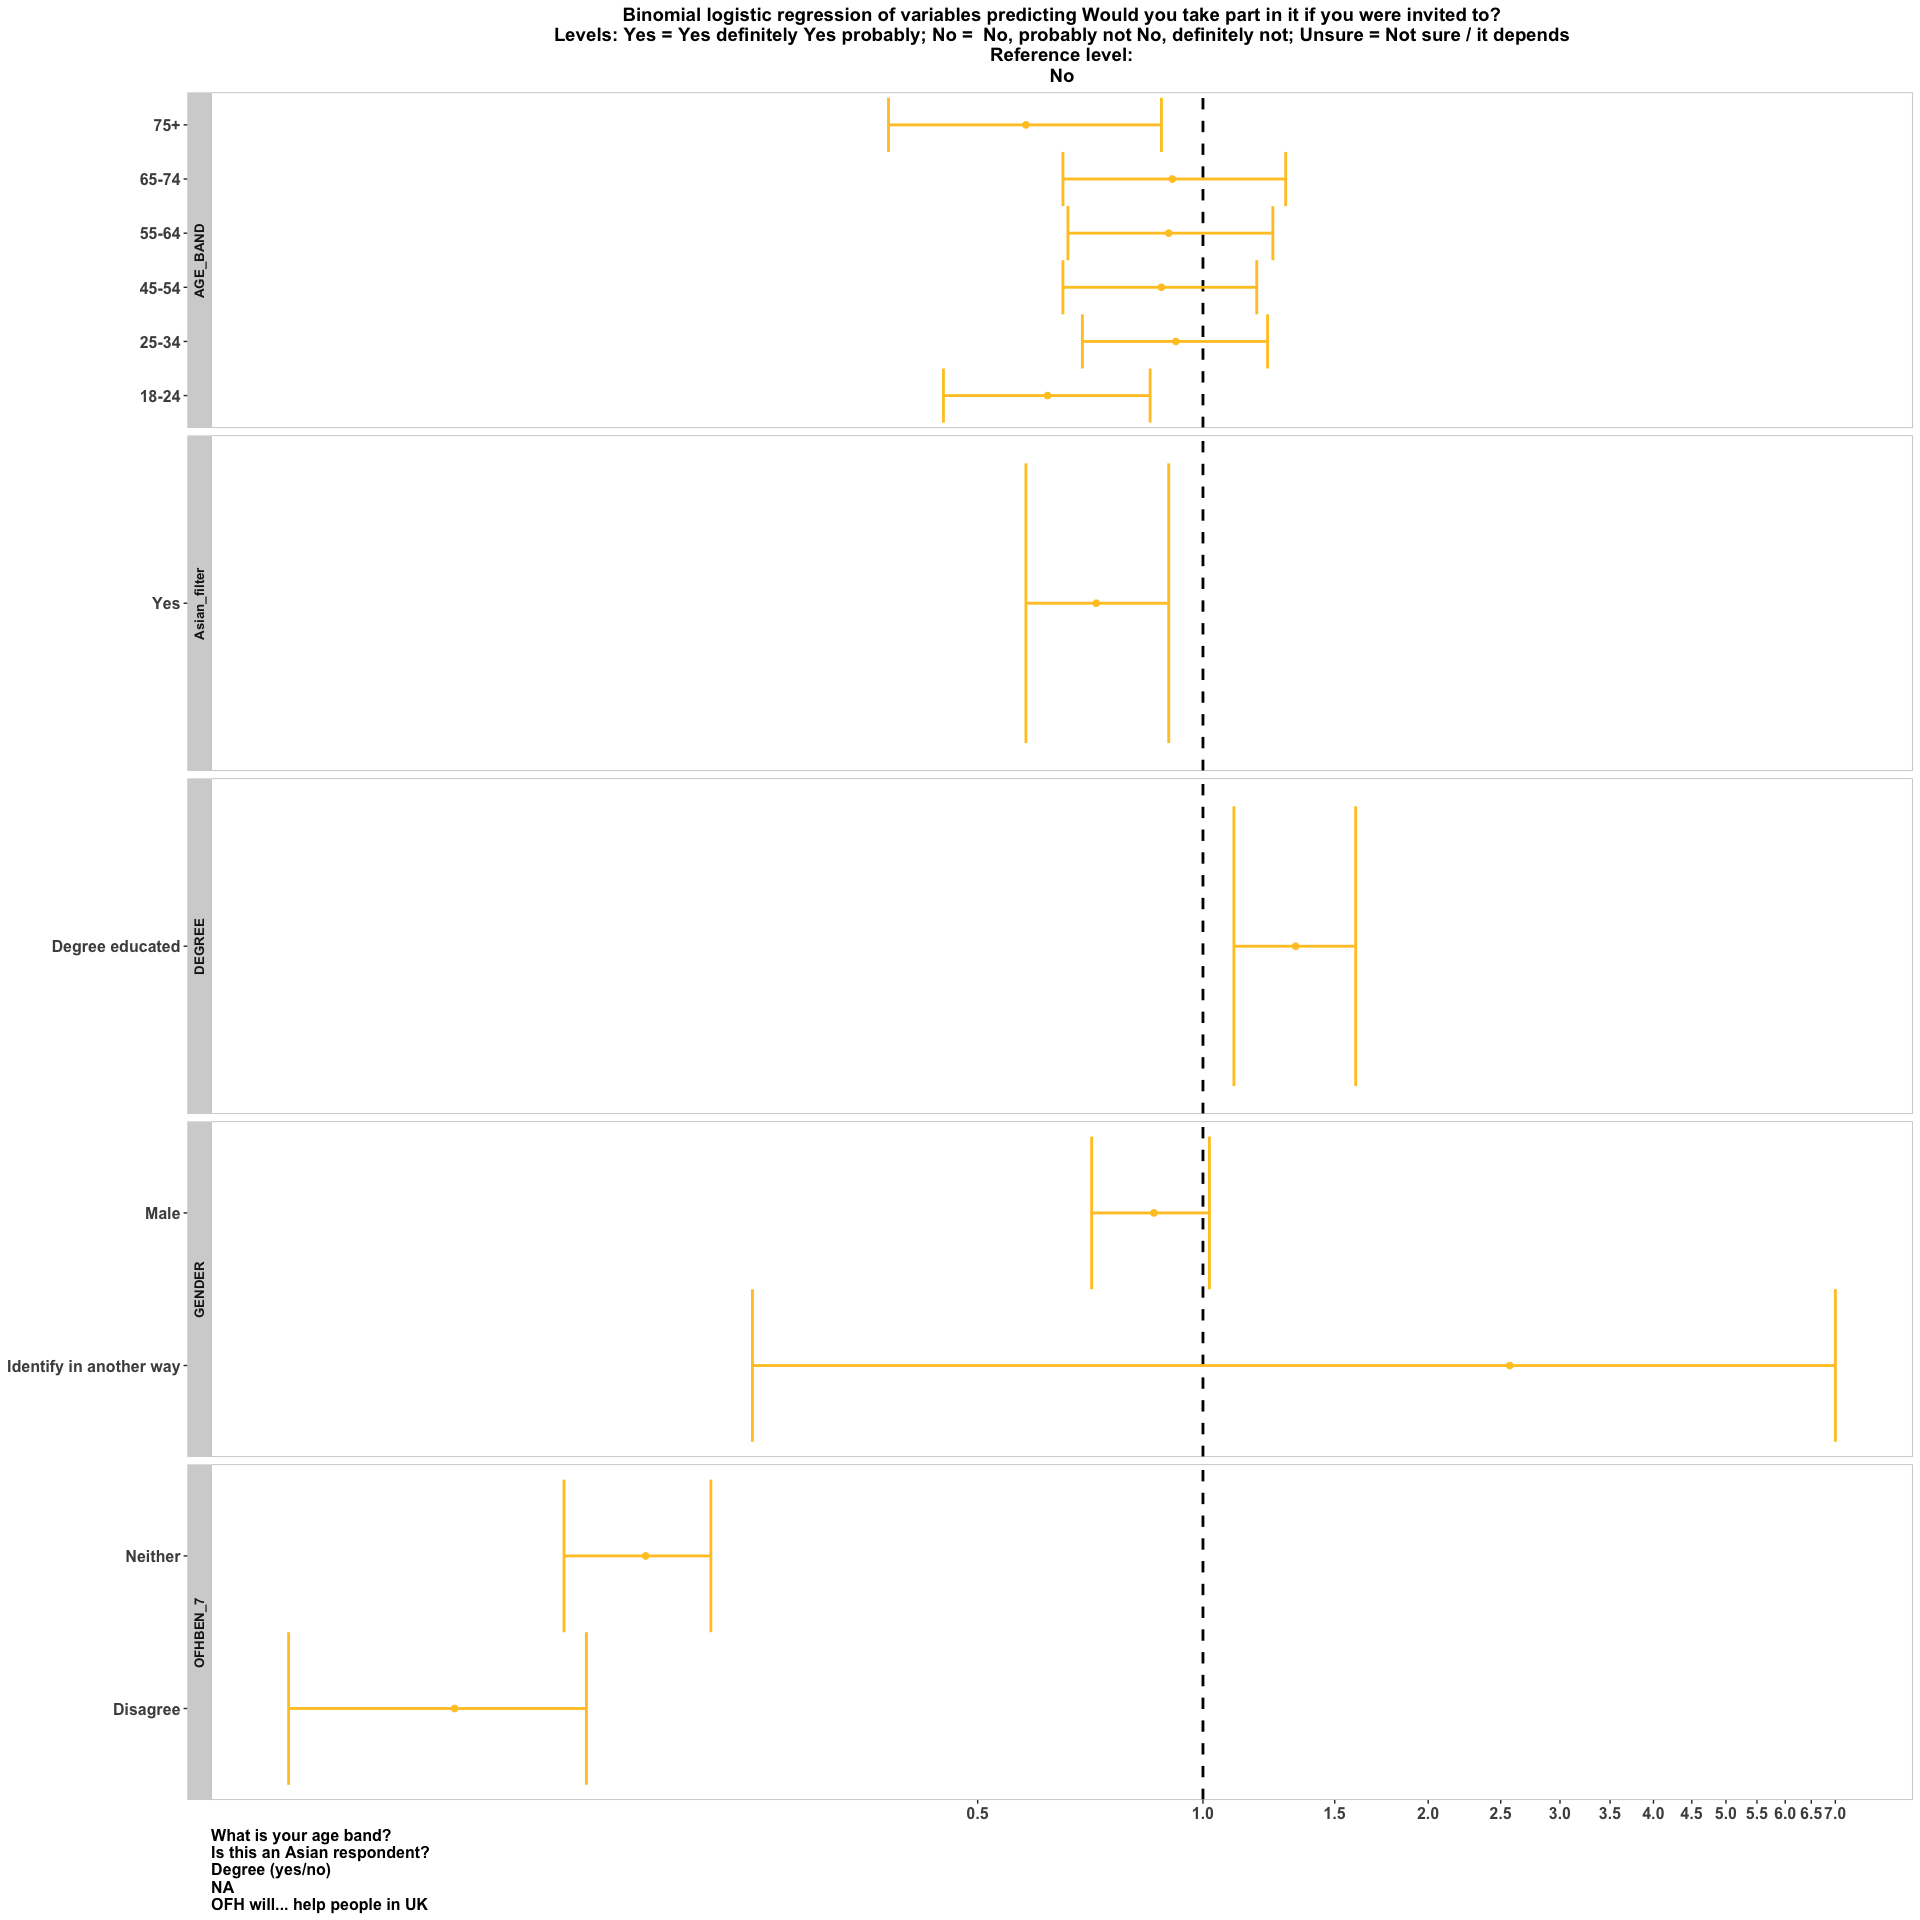 Binomial logistic regression of variables predicting Would you take part in it if you were invited to?
Levels: Yes = Yes definitely Yes probably; No =  No, probably not No, definitely not; Unsure = Not sure / it depends
Reference level:
No
AGE_BAND
75+
65-74
55-64
45-54
25-34
18-24
Asian_filter
Yes
DEGREE
Degree educated
GENDER
Male
Identify in another way
OFHBEN_7
Neither
Disagree
0.5 1.0 1.5 2.0 2.5 3.0 3.5 4.0 4.5 5.0 5.5 6.0 6.5 7.0
What is your age band?
Is this an Asian respondent?
Degree (yes/no)
NA
OFH will... help people in UK